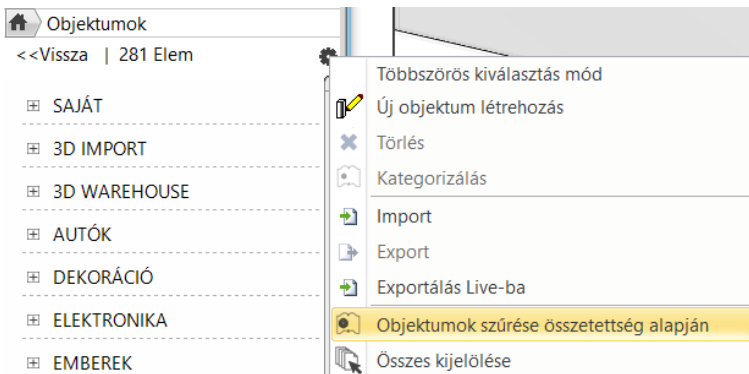 Objektumok
<<Vissza | 281 Elem
SAJÁT
3D IMPORT
3D WAREHOUSE
AUTÓK
DEKORÁCIÓ
ELEKTRONIKA
EMBEREK
Többszörös kiválasztás mód
Új objektum létrehozás
Törlés
Kategorizálás
Import
Export
Exportálás Live-ba
Objektumok szűrése összetettség alapján
Összes kijelölése